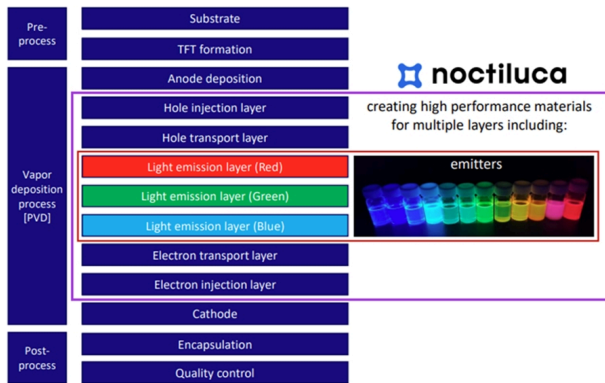 Pre-
process
Substrate
TFT formation
Vapor
deposition
process
[PVD]
Anode deposition
Hole injection layer
Hole transport layer
Light emission layer (Red)
Light emission layer (Green)
Light emission layer (Blue)
Electron transport layer
Electron injection layer
Cathode
Post-
process
Encapsulation
Quality control
noctiluca
creating high performance materials
for multiple layers including:
emitters